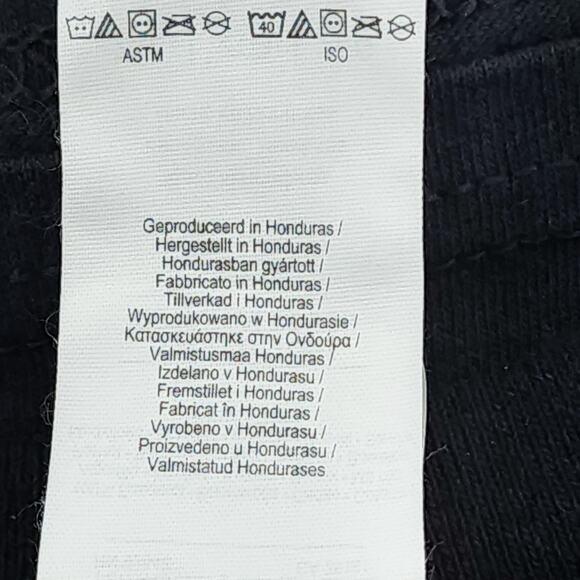 40
ASTM ISO
Geproduceerd in Honduras /
Hergestellt in Honduras /
Hondurasban gyártott /
Fabbricato in Honduras /
Tillverkad i Honduras /
Wyprodukowano w Hondurasie /
Κατασκευάστηκε στην Ονδούρα /
Valmistusmaa Honduras /
Izdelano v Hondurasu /
Fremstillet i Honduras /
Fabricat în Honduras /
Vyrobeno v Hondurasu /
Proizvedeno u Hondurasu /
Valmistatud Hondurases